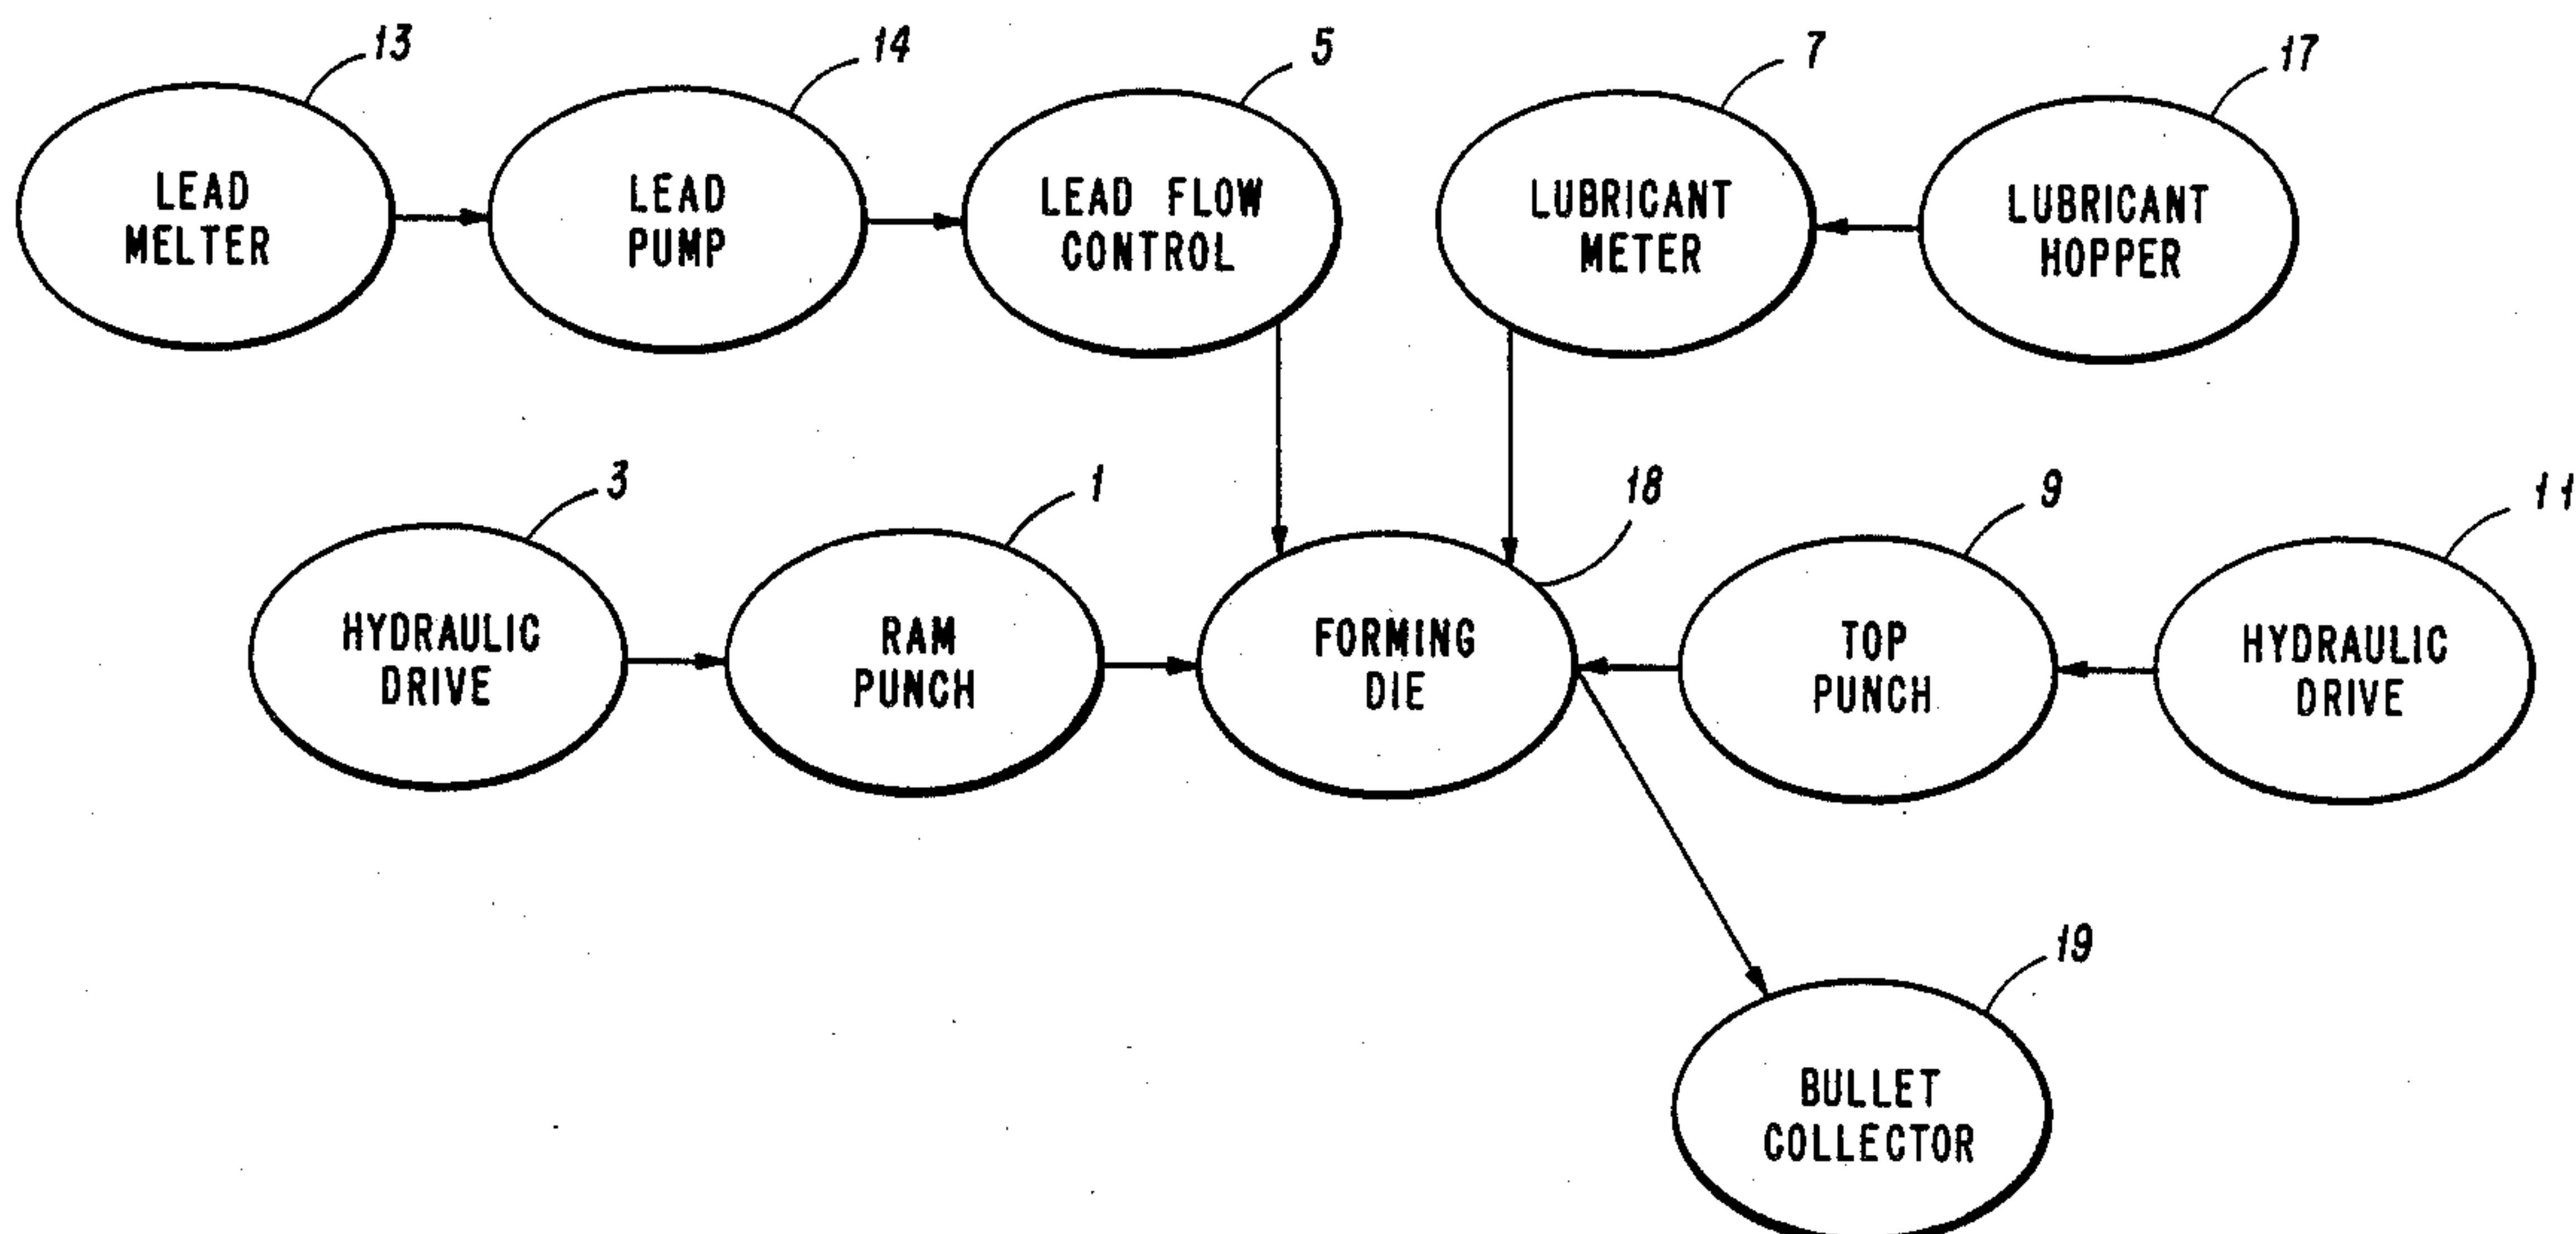 13
14
5
7
17
LEAD
MELTER
LEAD
PUMP
LEAD FLOW
CONTROL
LUBRICANT
METER
LUBRICANT
HOPPER
3
1
18
9
11
HYDRAULIC
DRIVE
RAM
PUNCH
FORMING
DIE
TOP
PUNCH
HYDRAULIC
DRIVE
19
BULLET
COLLECTOR